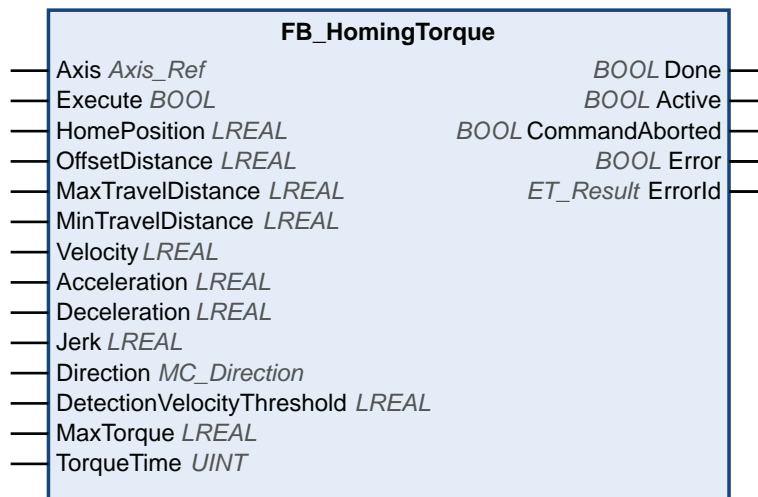 FB_HomingTorque
Axis Axis_Ref BOOL Done
Execute BOOL BOOL Active
HomePosition LREAL BOOL CommandAborted
OffsetDistance LREAL BOOL Error
MaxTravelDistance LREAL ET_Result ErrorId
MinTravelDistance LREAL
Velocity LREAL
Acceleration LREAL
Deceleration LREAL
Jerk LREAL
Direction MC_Direction
DetectionVelocityThreshold LREAL
MaxTorque LREAL
TorqueTime UINT